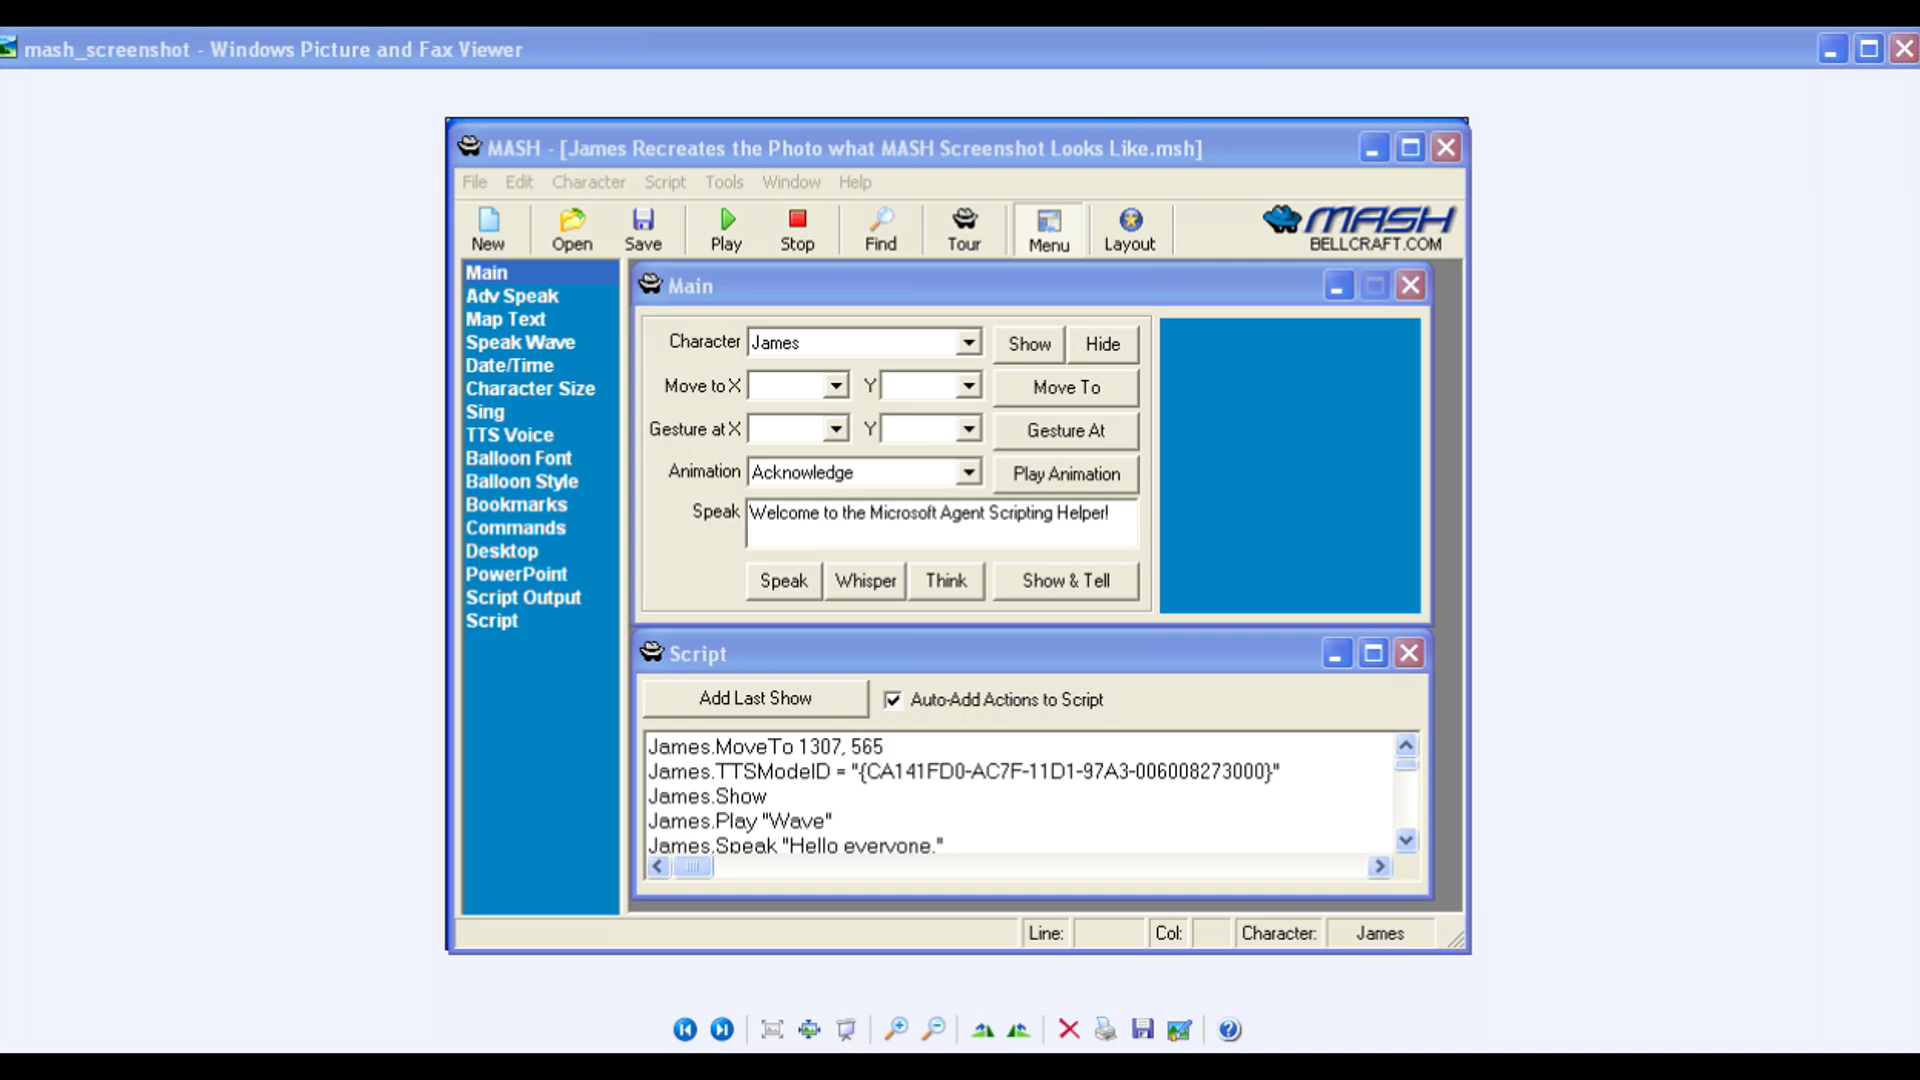 mash_screenshot - Windows Picture and Fax Viewer
MASH - [James Recreates the Photo what MASH Screenshot Looks Like.msh]
File Edit Character Script Tools Window Help
New Open Save Play Stop Find Tour Menu Layout
MASH
BELLCRAFT.COM
Main
Adv Speak
Map Text
Speak Wave
Date/Time
Character Size
Sing
TTS Voice
Balloon Font
Balloon Style
Bookmarks
Commands
Desktop
PowerPoint
Script Output
Script
Main
Character James Show Hide
Move to X Y Move To
Gesture at X Y Gesture At
Animation Acknowledge Play Animation
Speak Welcome to the Microsoft Agent Scripting Helper!
Speak Whisper Think Show & Tell
Script
Add Last Show Auto-Add Actions to Script
James.MoveTo 1307, 565
James.TTSModeID = "{CA141FD0-AC7F-11D1-97A3-006008273000}"
James.Show
James.Play "Wave"
James.Speak "Hello everyone."
Line: Col: Character: James